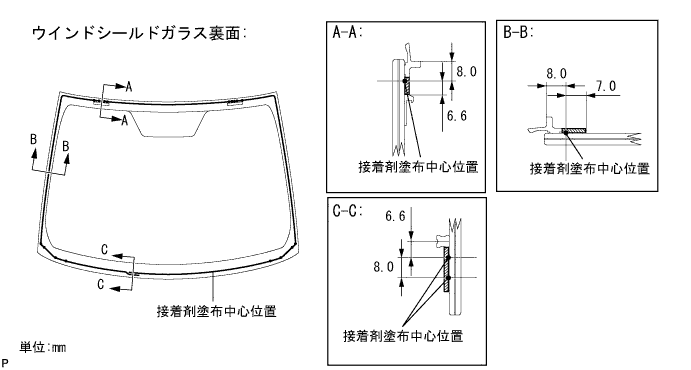 ウインドシールドガラス裏面:
A
A
B
B
C
C
接着剤塗布中心位置
単位:mm
P
A-A:
8.0
6.6
接着剤塗布中心位置
B-B:
8.0
7.0
接着剤塗布中心位置
C-C:
6.6
8.0
接着剤塗布中心位置